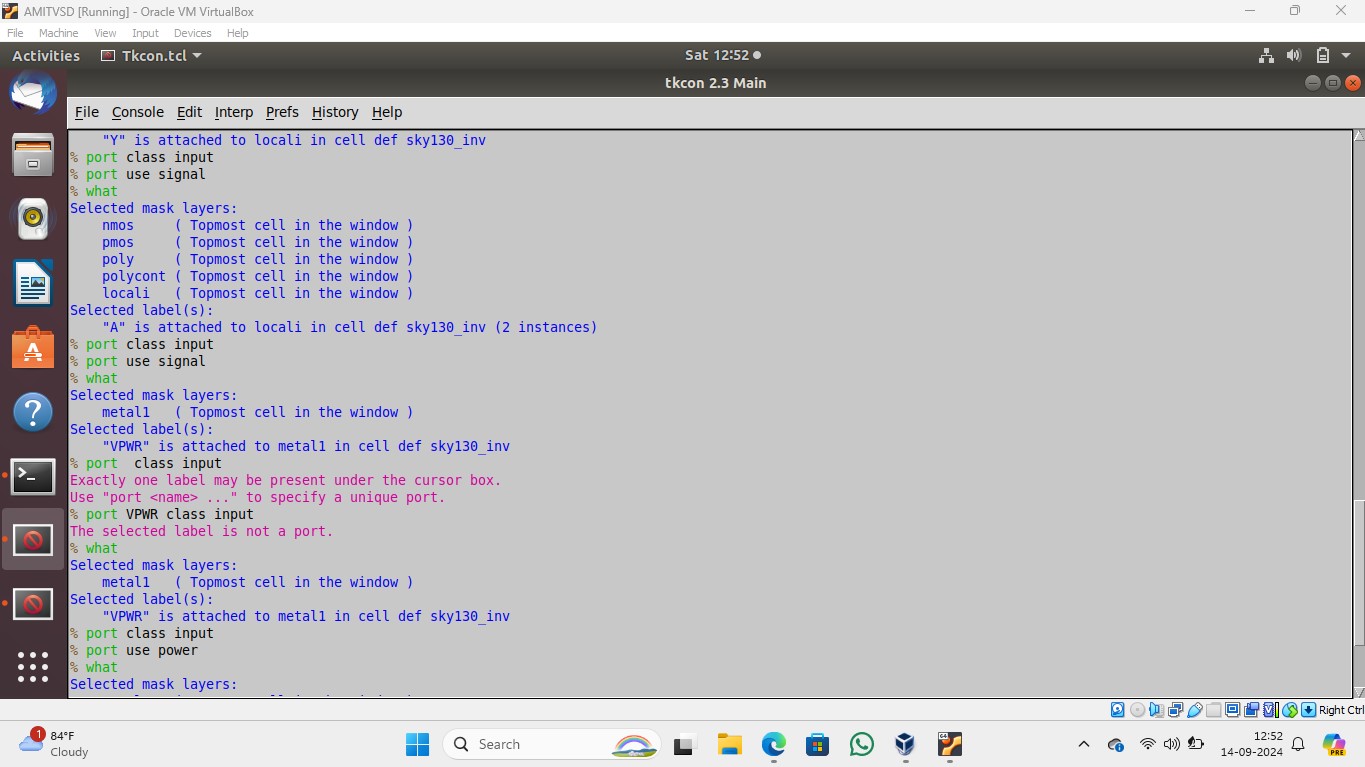 AMITVSD [Running] - Oracle VM VirtualBox
File Machine View Input Devices Help
Activities Tkcon.tcl Sat 12:52
tkcon 2.3 Main
File Console Edit Interp Prefs History Help
"Y" is attached to locali in cell def sky130_inv
% port class input
% port use signal
% what
Selected mask layers:
nmos ( Topmost cell in the window )
pmos ( Topmost cell in the window )
poly ( Topmost cell in the window )
polycont ( Topmost cell in the window )
locali ( Topmost cell in the window )
Selected label(s):
"A" is attached to locali in cell def sky130_inv (2 instances)
% port class input
% port use signal
% what
Selected mask layers:
metal1 ( Topmost cell in the window )
Selected label(s):
"VPWR" is attached to metal1 in cell def sky130_inv
% port  class input
Exactly one label may be present under the cursor box.
Use "port <name> ..." to specify a unique port.
% port VPWR class input
The selected label is not a port.
% what
Selected mask layers:
metal1 ( Topmost cell in the window )
Selected label(s):
"VPWR" is attached to metal1 in cell def sky130_inv
% port class input
% port use power
% what
Selected mask layers:
Right Ctrl
1
84°F
Cloudy
Search
64
12:52
14-09-2024
PRE